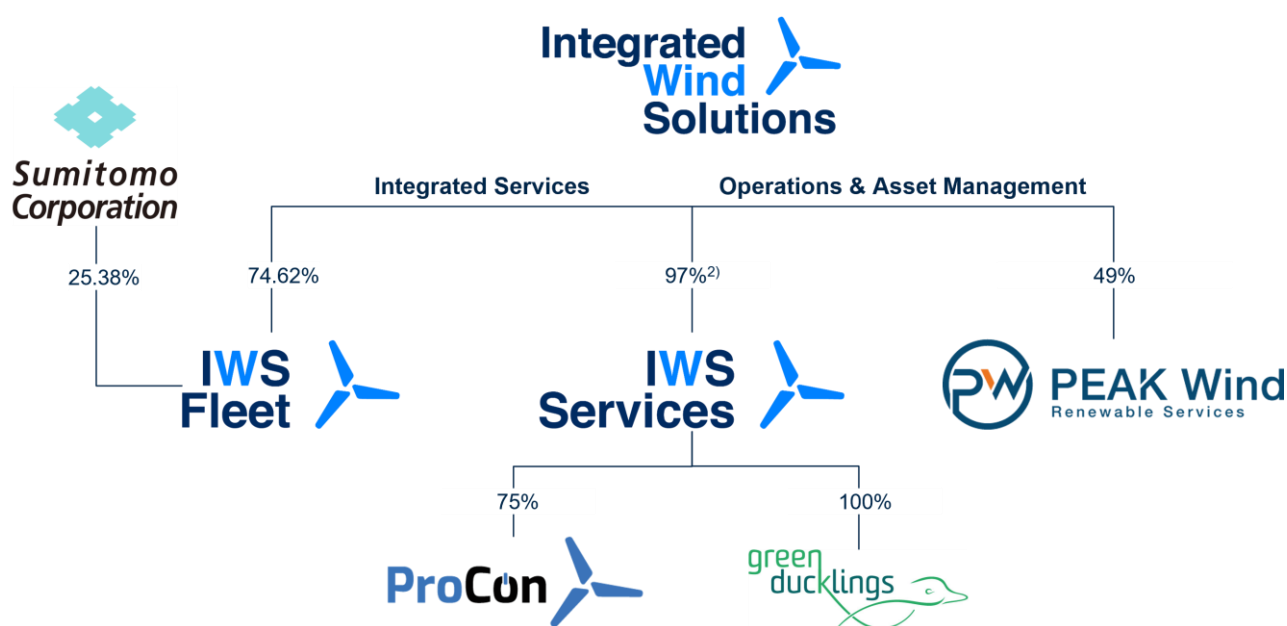 Integrated
Wind
Solutions
Sumitomo
Corporation
Integrated Services
Operations & Asset Management
25.38%
74.62%
97%2)
49%
IWS
Fleet
IWS
Services
PW
PEAK Wind
Renewable Services
75%
100%
ProCon
green
ducklings